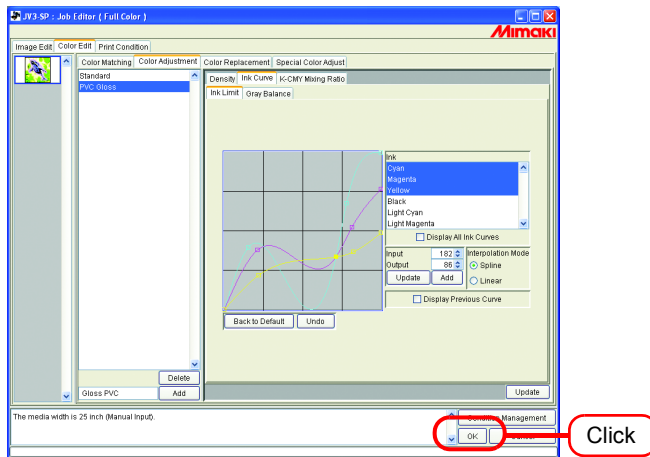 JV3-SP : Job Editor ( Full Color )
Mimaki
Image Edit Color Edit Print Condition
Color Matching Color Adjustment Color Replacement Special Color Adjust
Standard
PVC Gloss
Density Ink Curve K-CMY Mixing Ratio
Ink Limit Gray Balance
Ink
Cyan
Magenta
Yellow
Black
Light Cyan
Light Magenta
Display All Ink Curves
Input 182
Output 86
Update Add
Interpolation Mode
Spline
Linear
Display Previous Curve
Back to Default Undo
Delete
Gloss PVC Add
Update
The media width is 25 inch (Manual Input).
Condition Management
OK
Click